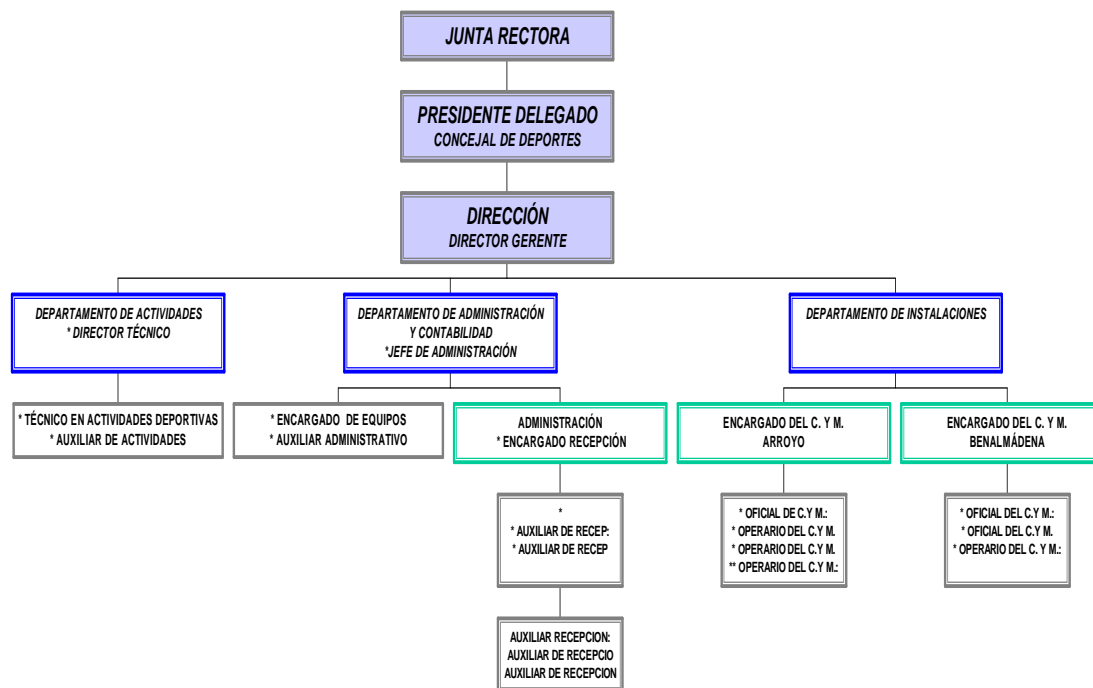 JUNTA RECTORA
PRESIDENTE DELEGADO
CONCEJAL DE DEPORTES
DIRECCIÓN
DIRECTOR GERENTE
DEPARTAMENTO DE ACTIVIDADES
* DIRECTOR TÉCNICO
DEPARTAMENTO DE ADMINISTRACIÓN
Y CONTABILIDAD
*JEFE DE ADMINISTRACIÓN
DEPARTAMENTO DE INSTALACIONES
* TÉCNICO EN ACTIVIDADES DEPORTIVAS
* AUXILIAR DE ACTIVIDADES
* ENCARGADO DE EQUIPOS
* AUXILIAR ADMINISTRATIVO
ADMINISTRACIÓN
* ENCARGADO RECEPCIÓN
ENCARGADO DEL C. Y M.
ARROYO
ENCARGADO DEL C. Y M.
BENALMÁDENA
*
* AUXILIAR DE RECEP:
* AUXILIAR DE RECEP
* OFICIAL DE C.Y M.:
* OPERARIO DEL C.Y M.
* OPERARIO DEL C.Y M.
** OPERARIO DEL C.Y M.:
* OFICIAL DEL C.Y M.:
* OFICIAL DEL C.Y M.
* OPERARIO DEL C. Y M.:
AUXILIAR RECEPCION:
AUXILIAR DE RECEPCIO
AUXILIAR DE RECEPCION